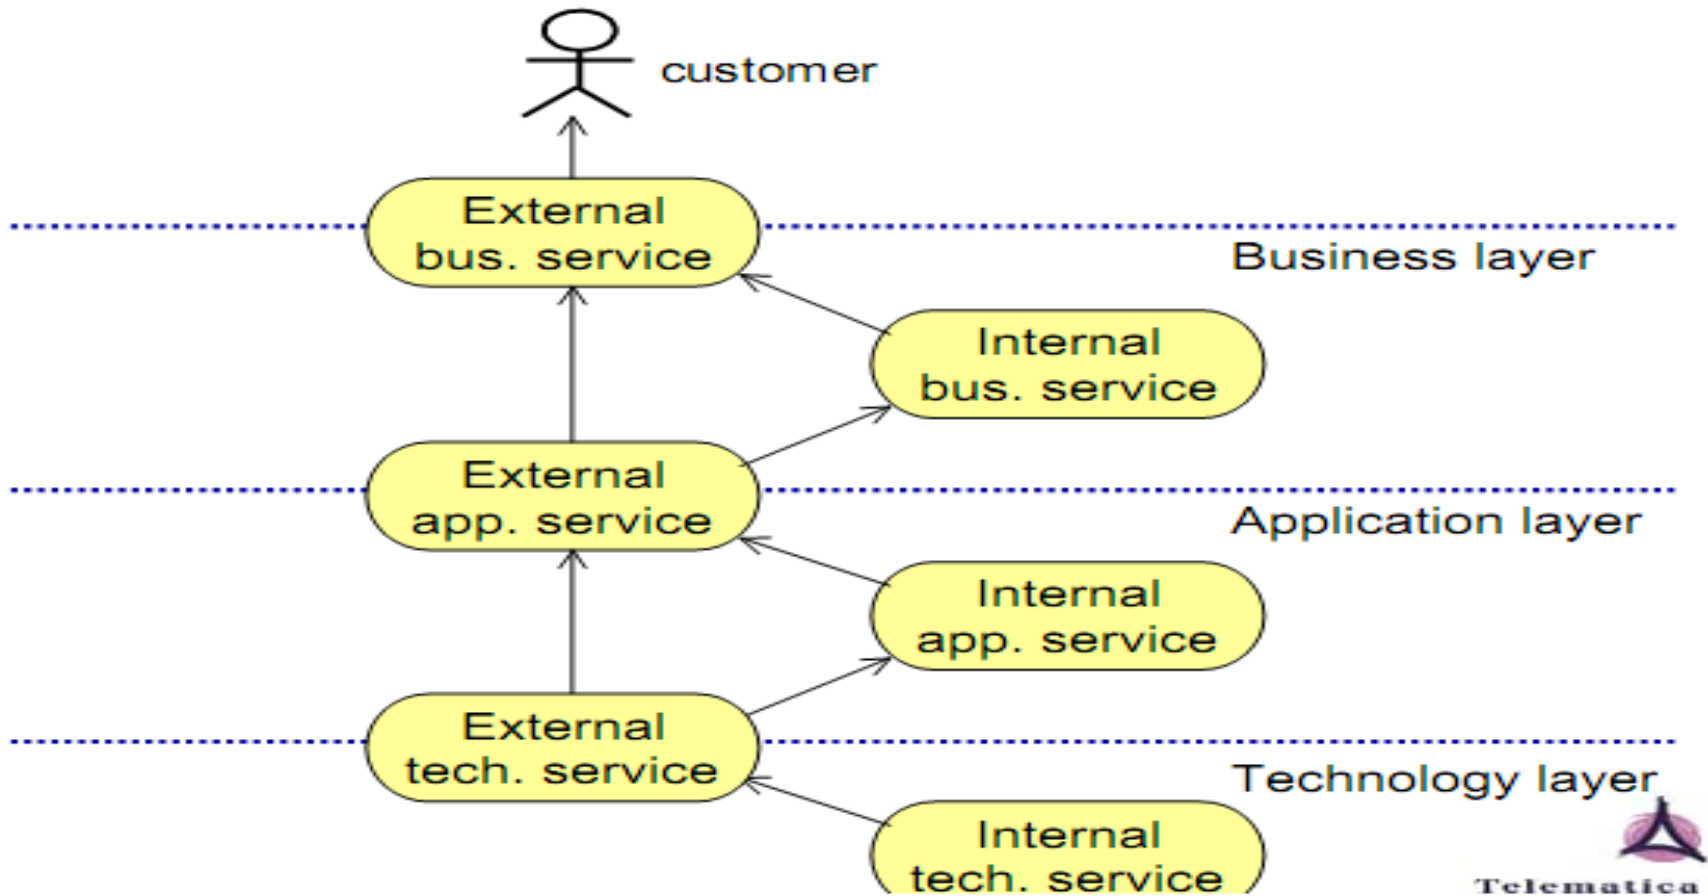 customer
External
bus. service
Business layer
Internal
bus. service
External
app. service
Application layer
Internal
app. service
External
tech. service
Technology layer
Internal
tech. service
Telematica